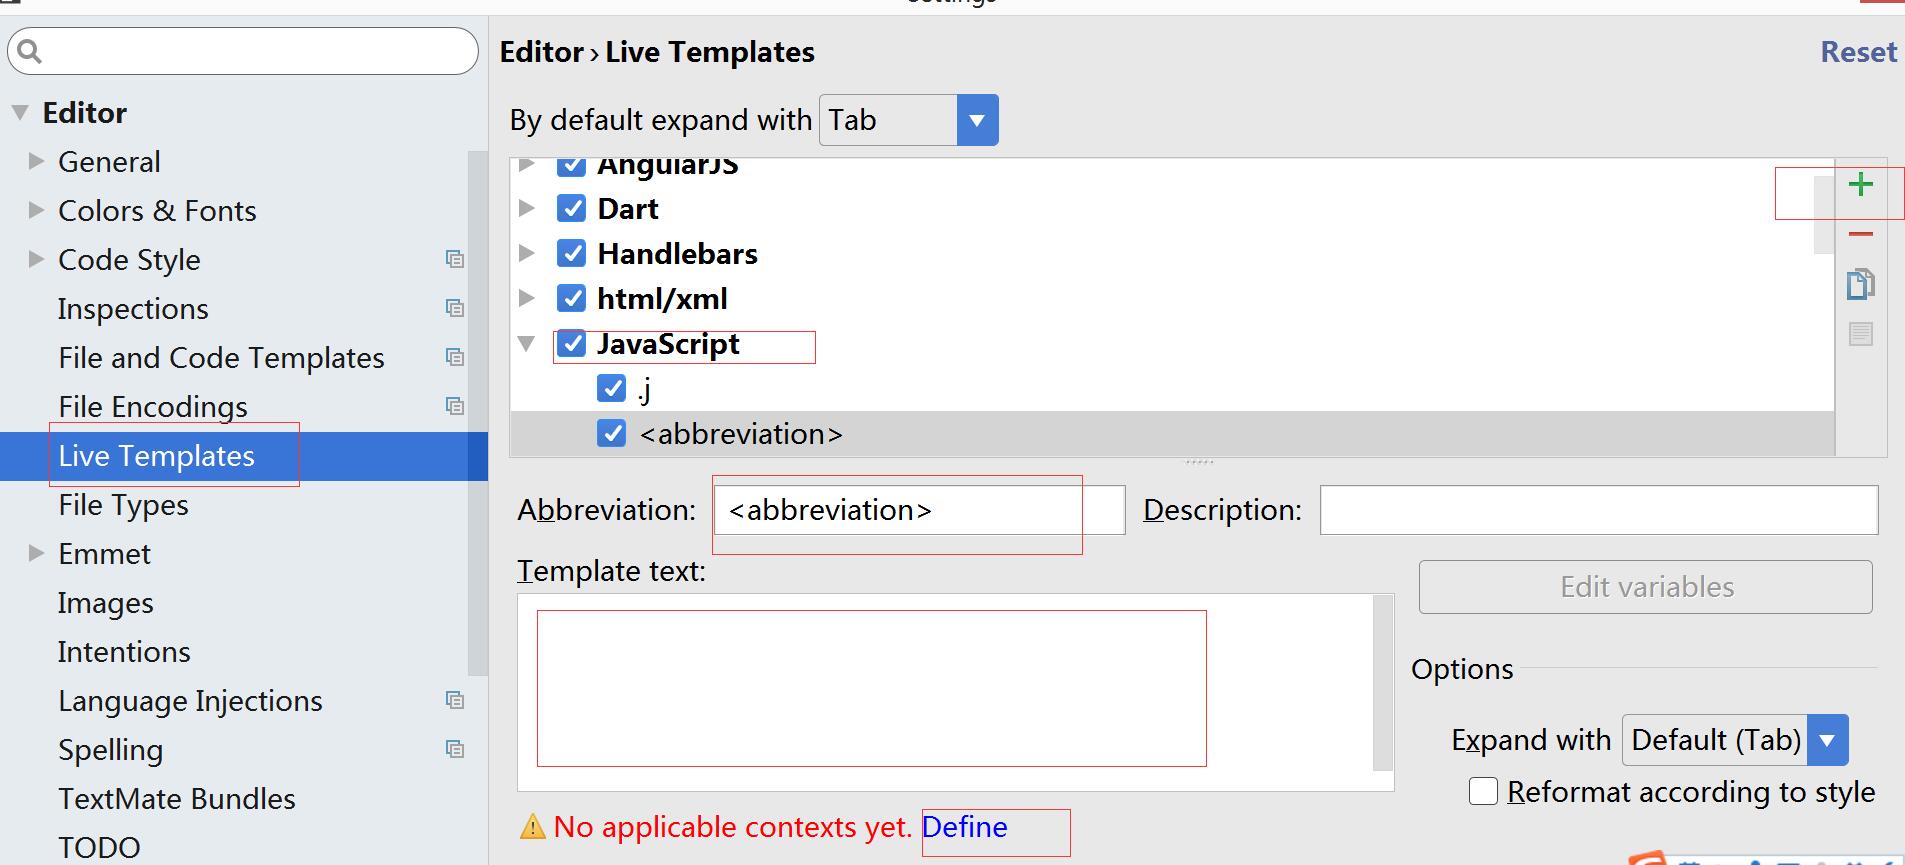 Settings
Editor
General
Colors & Fonts
Code Style
Inspections
File and Code Templates
File Encodings
Live Templates
File Types
Emmet
Images
Intentions
Language Injections
Spelling
TextMate Bundles
TODO
Editor › Live Templates
Reset
By default expand with Tab
AngularJS
Dart
Handlebars
html/xml
JavaScript
.j
<abbreviation>
Abbreviation: <abbreviation> Description:
Template text:
Edit variables
Options
Expand with Default (Tab)
Reformat according to style
No applicable contexts yet. Define